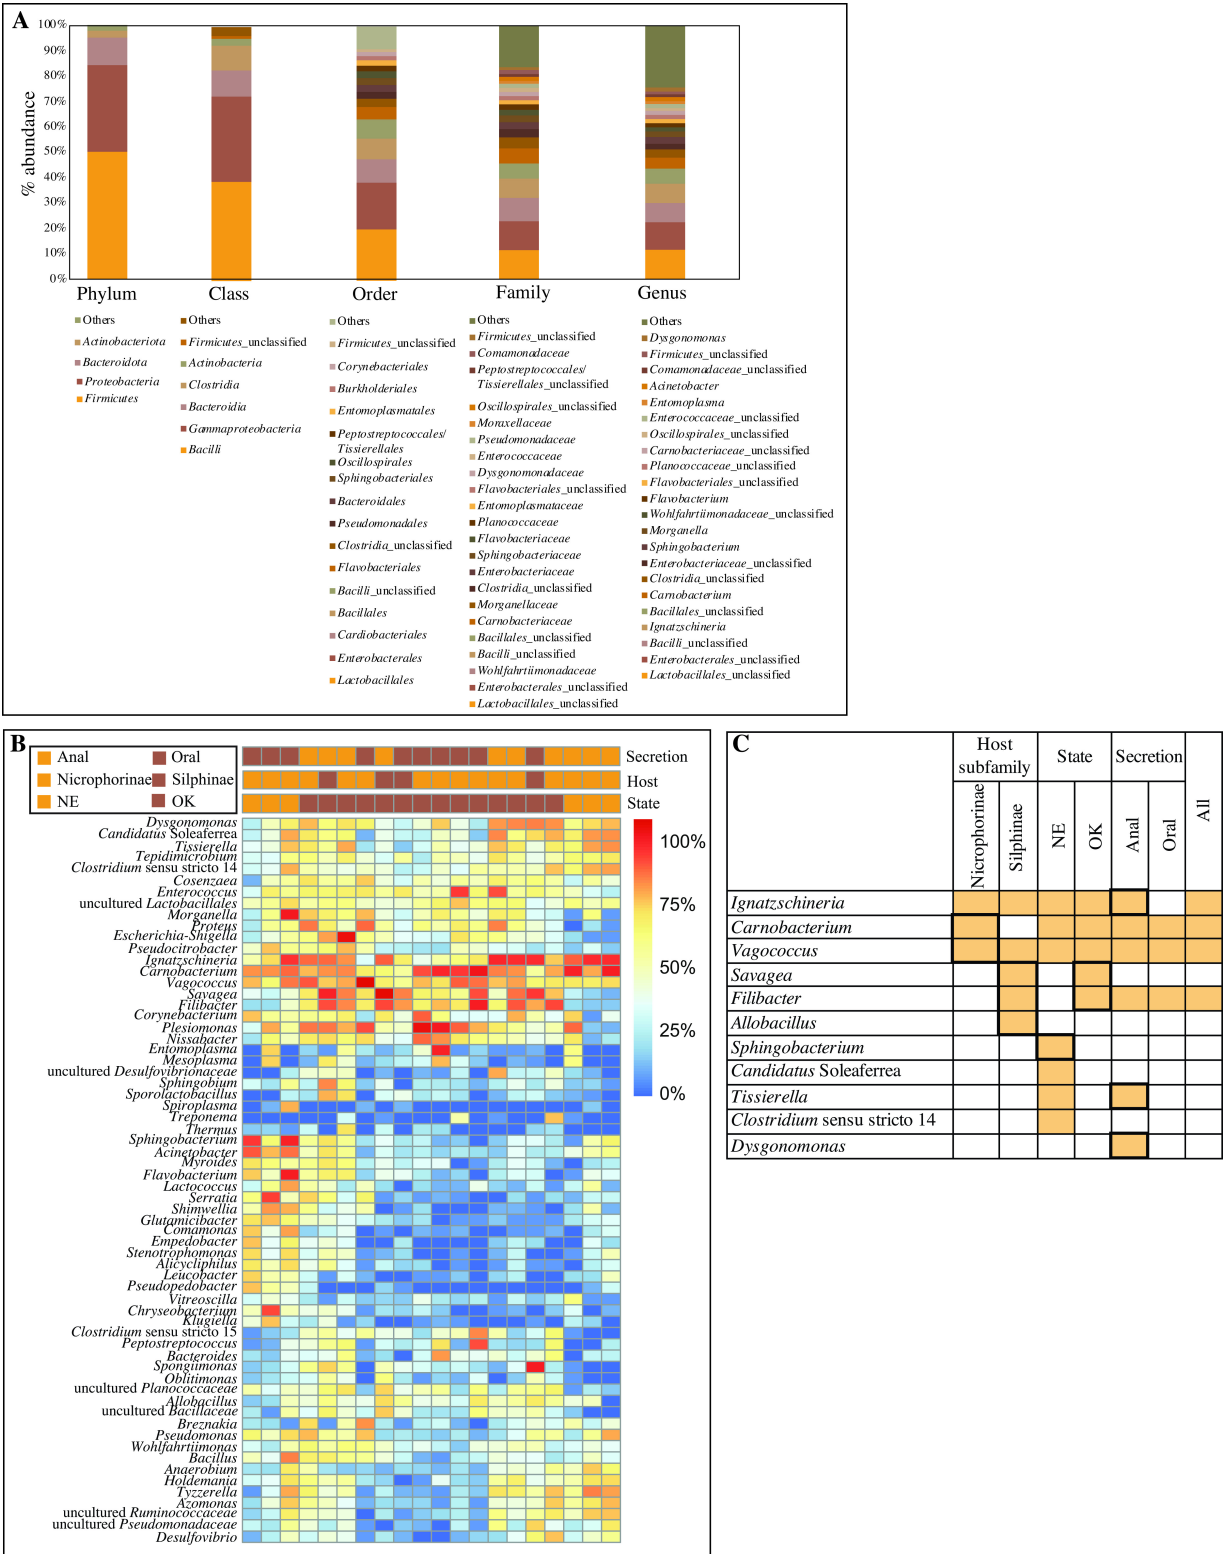 A
100%
90%
80%
70%
60%
50%
40%
30%
20%
10%
0%
% abundance
Phylum
Class
Order
Family
Genus
Others
Actinobacteriota
Bacteroidota
Proteobacteria
Firmicutes
Others
Firmicutes_unclassified
Actinobacteria
Clostridia
Bacteroidia
Gammaproteobacteria
Bacilli
Others
Firmicutes_unclassified
Corynebacteriales
Burkholderiales
Entomoplasmatales
Peptostreptococcales/
Tissierellales
Oscillospirales
Sphingobacteriales
Bacteroidales
Pseudomonadales
Clostridia_unclassified
Flavobacteriales
Bacilli_unclassified
Bacillales
Cardiobacteriales
Enterobacterales
Lactobacillales
Others
Firmicutes_unclassified
Comamonadaceae
Peptostreptococcales/
Tissierellales_unclassified
Oscillospirales_unclassified
Moraxellaceae
Pseudomonadaceae
Enterococcaceae
Dysgonomonadaceae
Flavobacteriales_unclassified
Entomoplasmataceae
Planococcaceae
Flavobacteriaceae
Sphingobacteriaceae
Enterobacteriaceae
Clostridia_unclassified
Morganellaceae
Carnobacteriaceae
Bacillales_unclassified
Bacilli_unclassified
Wohlfahrtiimonadaceae
Enterobacterales_unclassified
Lactobacillales_unclassified
Others
Dysgonomonas
Firmicutes_unclassified
Comamonadaceae_unclassified
Acinetobacter
Entomoplasma
Enterococcaceae_unclassified
Oscillospirales_unclassified
Carnobacteriaceae_unclassified
Planococcaceae_unclassified
Flavobacteriales_unclassified
Flavobacterium
Wohlfahrtiimonadaceae_unclassified
Morganella
Sphingobacterium
Enterobacteriaceae_unclassified
Clostridia_unclassified
Carnobacterium
Bacillales_unclassified
Ignatzschineria
Bacilli_unclassified
Enterobacterales_unclassified
Lactobacillales_unclassified
B
Anal
Oral
Nicrophorinae
Silphinae
NE
OK
Secretion
Host
State
Dysgonomonas
Candidatus Soleaferrea
Tissierella
Tepidimicrobium
Clostridium sensu stricto 14
Cosenzaea
Enterococcus
uncultured Lactobacillales
Morganella
Proteus
Escherichia-Shigella
Pseudocitrobacter
Ignatzschineria
Carnobacterium
Vagococcus
Savagea
Filibacter
Corynebacterium
Plesiomonas
Nissabacter
Entomoplasma
Mesoplasma
uncultured Desulfovibrionaceae
Sphingobium
Sporolactobacillus
Spiroplasma
Treponema
Thermus
Sphingobacterium
Acinetobacter
Myroides
Flavobacterium
Lactococcus
Serratia
Shimwellia
Glutamicibacter
Comamonas
Empedobacter
Stenotrophomonas
Alicycliphilus
Leucobacter
Pseudopedobacter
Vitreoscilla
Chryseobacterium
Klugiella
Clostridium sensu stricto 15
Peptostreptococcus
Bacteroides
Spongiimonas
Oblitimonas
uncultured Planococcaceae
Allobacillus
uncultured Bacillaceae
Breznakia
Pseudomonas
Wohlfahrtiimonas
Bacillus
Anaerobium
Holdemania
Tyzzerella
Azomonas
uncultured Ruminococcaceae
uncultured Pseudomonadaceae
Desulfovibrio
100%
75%
50%
25%
0%
C
Host
subfamily
State
Secretion
Nicrophorinae
Silphinae
NE
OK
Anal
Oral
All
Ignatzschineria
Carnobacterium
Vagococcus
Savagea
Filibacter
Allobacillus
Sphingobacterium
Candidatus Soleaferrea
Tissierella
Clostridium sensu stricto 14
Dysgonomonas